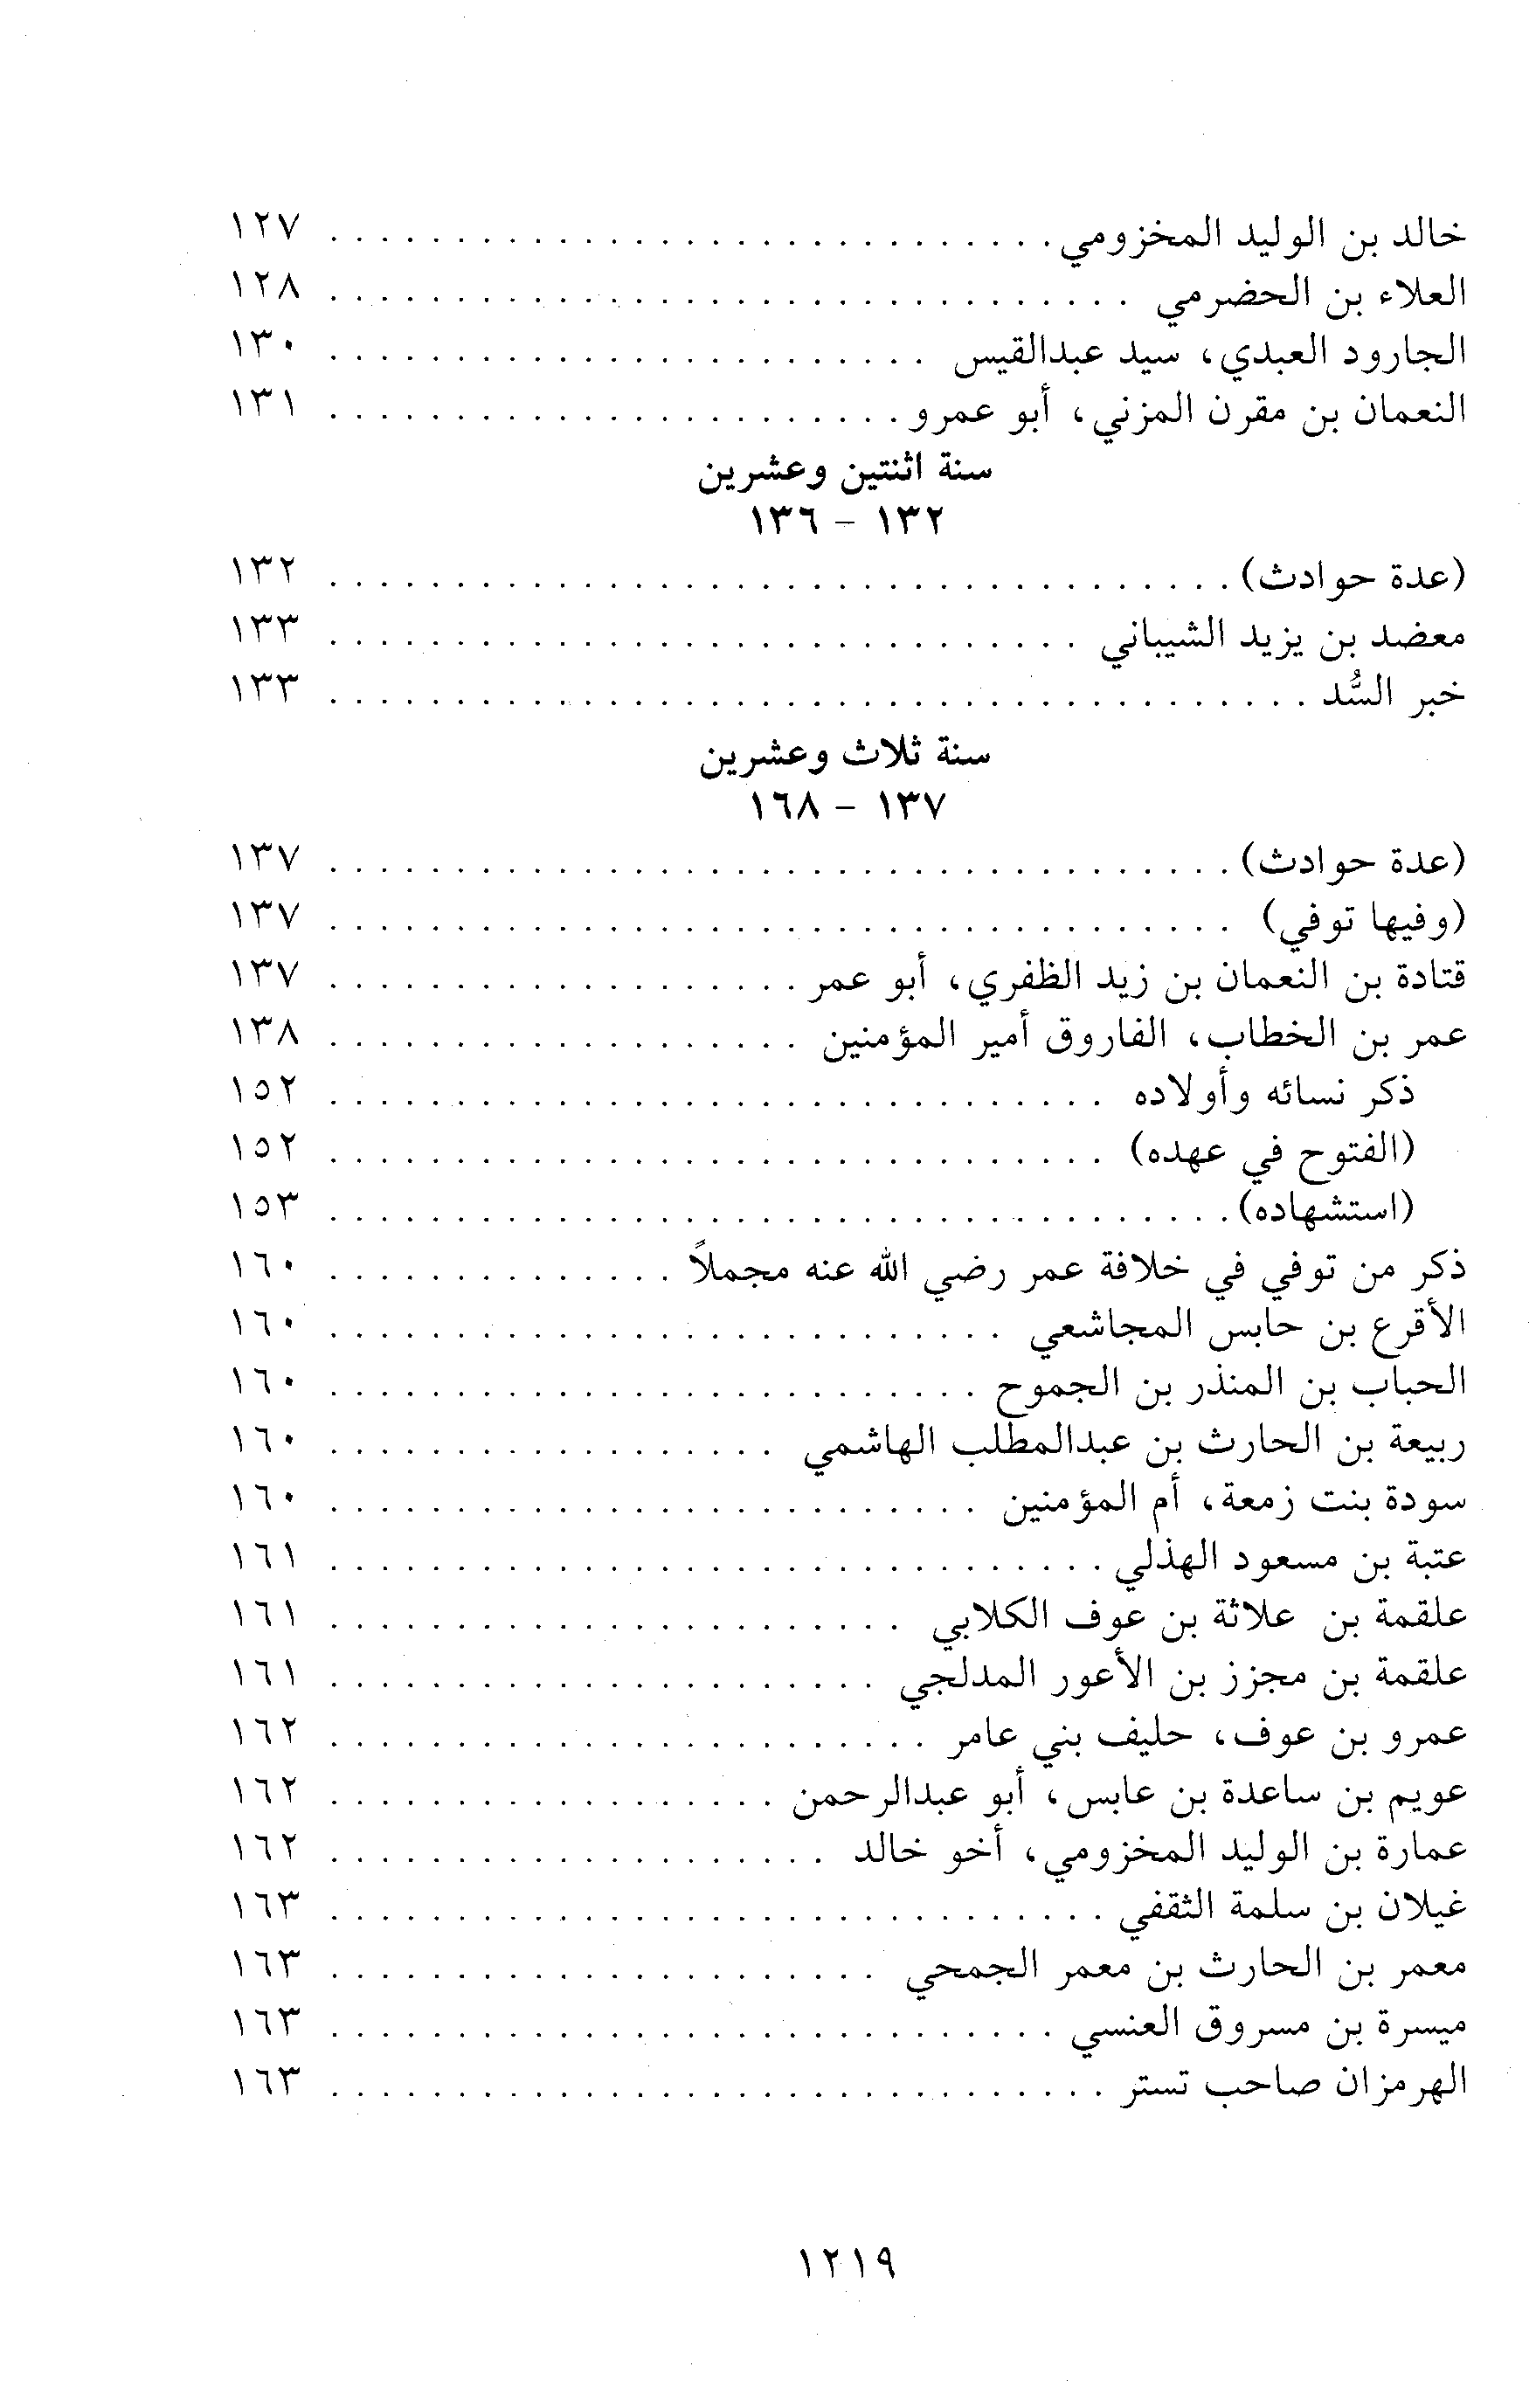 خالد بن الوليد المخزومي . . . . . . . . . . . . . . . . . . . . . . . . . . . . . ١٢٧
العلاء بن الحضرمي . . . . . . . . . . . . . . . . . . . . . . . . . . . . . . . . ١٢٨
الجارود العبدي، سيد عبدالقيس . . . . . . . . . . . . . . . . . . . . . . . . ١٣٠
النعمان بن مقرن المزني، أبو عمرو . . . . . . . . . . . . . . . . . . . . . . . ١٣١
سنة اثنتين وعشرين
١٣٢ – ١٣٦
(عدة حوادث) . . . . . . . . . . . . . . . . . . . . . . . . . . . . . . . . . . . . ١٣٢
معضد بن يزيد الشيباني . . . . . . . . . . . . . . . . . . . . . . . . . . . . . . ١٣٣
خبر السُّد . . . . . . . . . . . . . . . . . . . . . . . . . . . . . . . . . . . . . . . ١٣٣
سنة ثلاث وعشرين
١٣٧ – ١٦٨
(عدة حوادث) . . . . . . . . . . . . . . . . . . . . . . . . . . . . . . . . . . . . ١٣٧
(وفيها توفي) . . . . . . . . . . . . . . . . . . . . . . . . . . . . . . . . . . . . ١٣٧
قتادة بن النعمان بن زيد الظفري، أبو عمر . . . . . . . . . . . . . . . . . . . ١٣٧
عمر بن الخطاب، الفاروق أمير المؤمنين . . . . . . . . . . . . . . . . . . . ١٣٨
ذكر نسائه وأولاده . . . . . . . . . . . . . . . . . . . . . . . . . . . . . . . ١٥٢
(الفتوح في عهده) . . . . . . . . . . . . . . . . . . . . . . . . . . . . . . . ١٥٢
(استشهاده) . . . . . . . . . . . . . . . . . . . . . . . . . . . . . . . . . . . . ١٥٣
ذكر من توفي في خلافة عمر رضي الله عنه مجملاً . . . . . . . . . . . . . . ١٦٠
الأقرع بن حابس المجاشعي . . . . . . . . . . . . . . . . . . . . . . . . . . . ١٦٠
الحباب بن المنذر بن الجموح . . . . . . . . . . . . . . . . . . . . . . . . . . ١٦٠
ربيعة بن الحارث بن عبدالمطلب الهاشمي . . . . . . . . . . . . . . . . . . ١٦٠
سودة بنت زمعة، أم المؤمنين . . . . . . . . . . . . . . . . . . . . . . . . . . ١٦٠
عتبة بن مسعود الهذلي . . . . . . . . . . . . . . . . . . . . . . . . . . . . . . . ١٦١
علقمة بن علاثة بن عوف الكلابي . . . . . . . . . . . . . . . . . . . . . . . ١٦١
علقمة بن مجزز بن الأعور المدلجي . . . . . . . . . . . . . . . . . . . . . . ١٦١
عمرو بن عوف، حليف بني عامر . . . . . . . . . . . . . . . . . . . . . . . . ١٦٢
عويم بن ساعدة بن عابس، أبو عبدالرحمن . . . . . . . . . . . . . . . . . . ١٦٢
عمارة بن الوليد المخزومي، أخو خالد . . . . . . . . . . . . . . . . . . . . ١٦٢
غيلان بن سلمة الثقفي . . . . . . . . . . . . . . . . . . . . . . . . . . . . . . . ١٦٣
معمر بن الحارث بن معمر الجمحي . . . . . . . . . . . . . . . . . . . . . . ١٦٣
ميسرة بن مسروق العنسي . . . . . . . . . . . . . . . . . . . . . . . . . . . . . ١٦٣
الهرمزان صاحب تستر . . . . . . . . . . . . . . . . . . . . . . . . . . . . . . . ١٦٣
١٢١٩